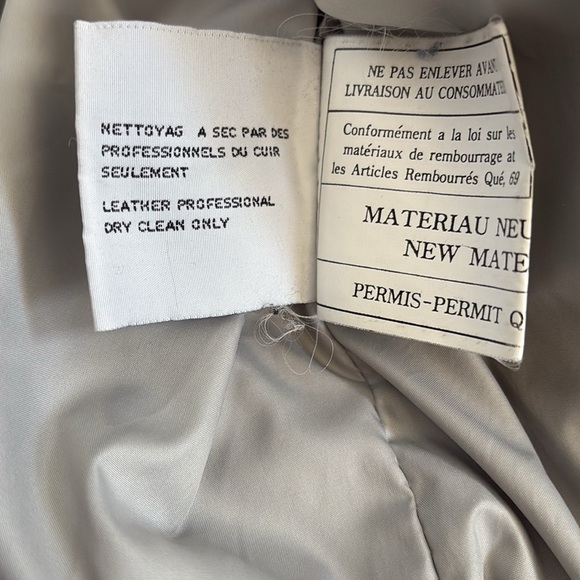 NETTOYAG A SEC PAR DES
PROFESSIONNELS DU CUIR
SEULEMENT
LEATHER PROFESSIONAL
DRY CLEAN ONLY
NE PAS ENLEVER AVANT
LIVRAISON AU CONSOMMATE
Conformément a la loi sur les
matériaux de rembourrage at
les Articles Rembourrés Qué, 69
MATERIAU NEU
NEW MATE
PERMIS-PERMIT Q